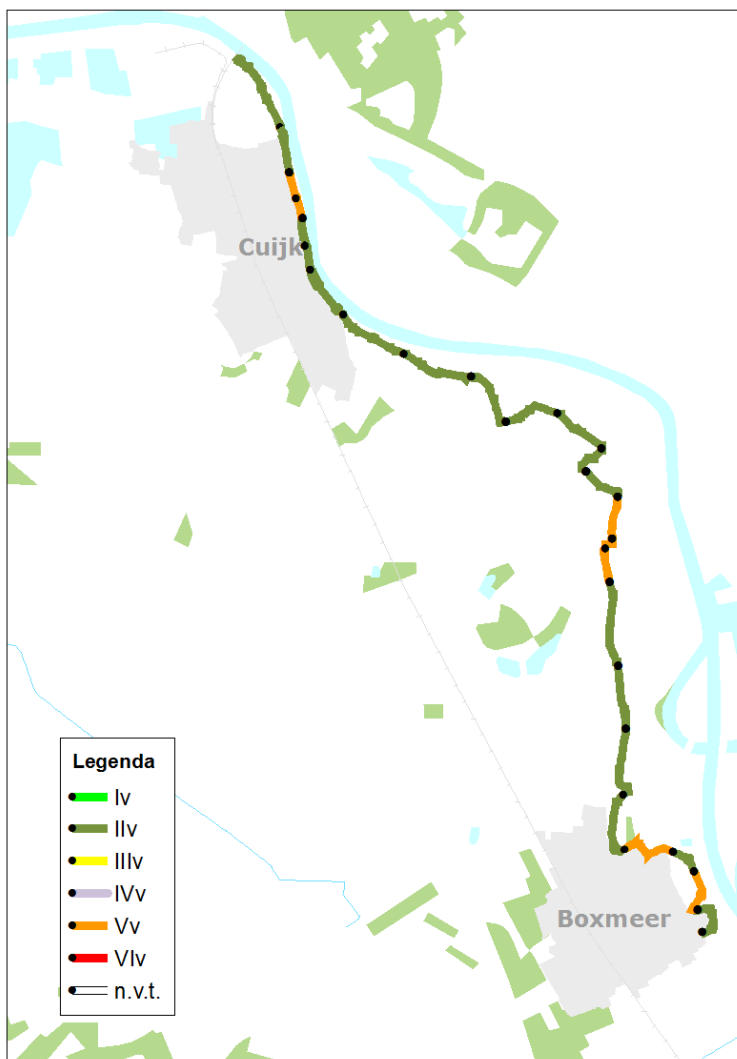 Cuijk
Legenda
Iv
IIv
IIIv
IVv
Vv
VIv
n.v.t.
Boxmeer